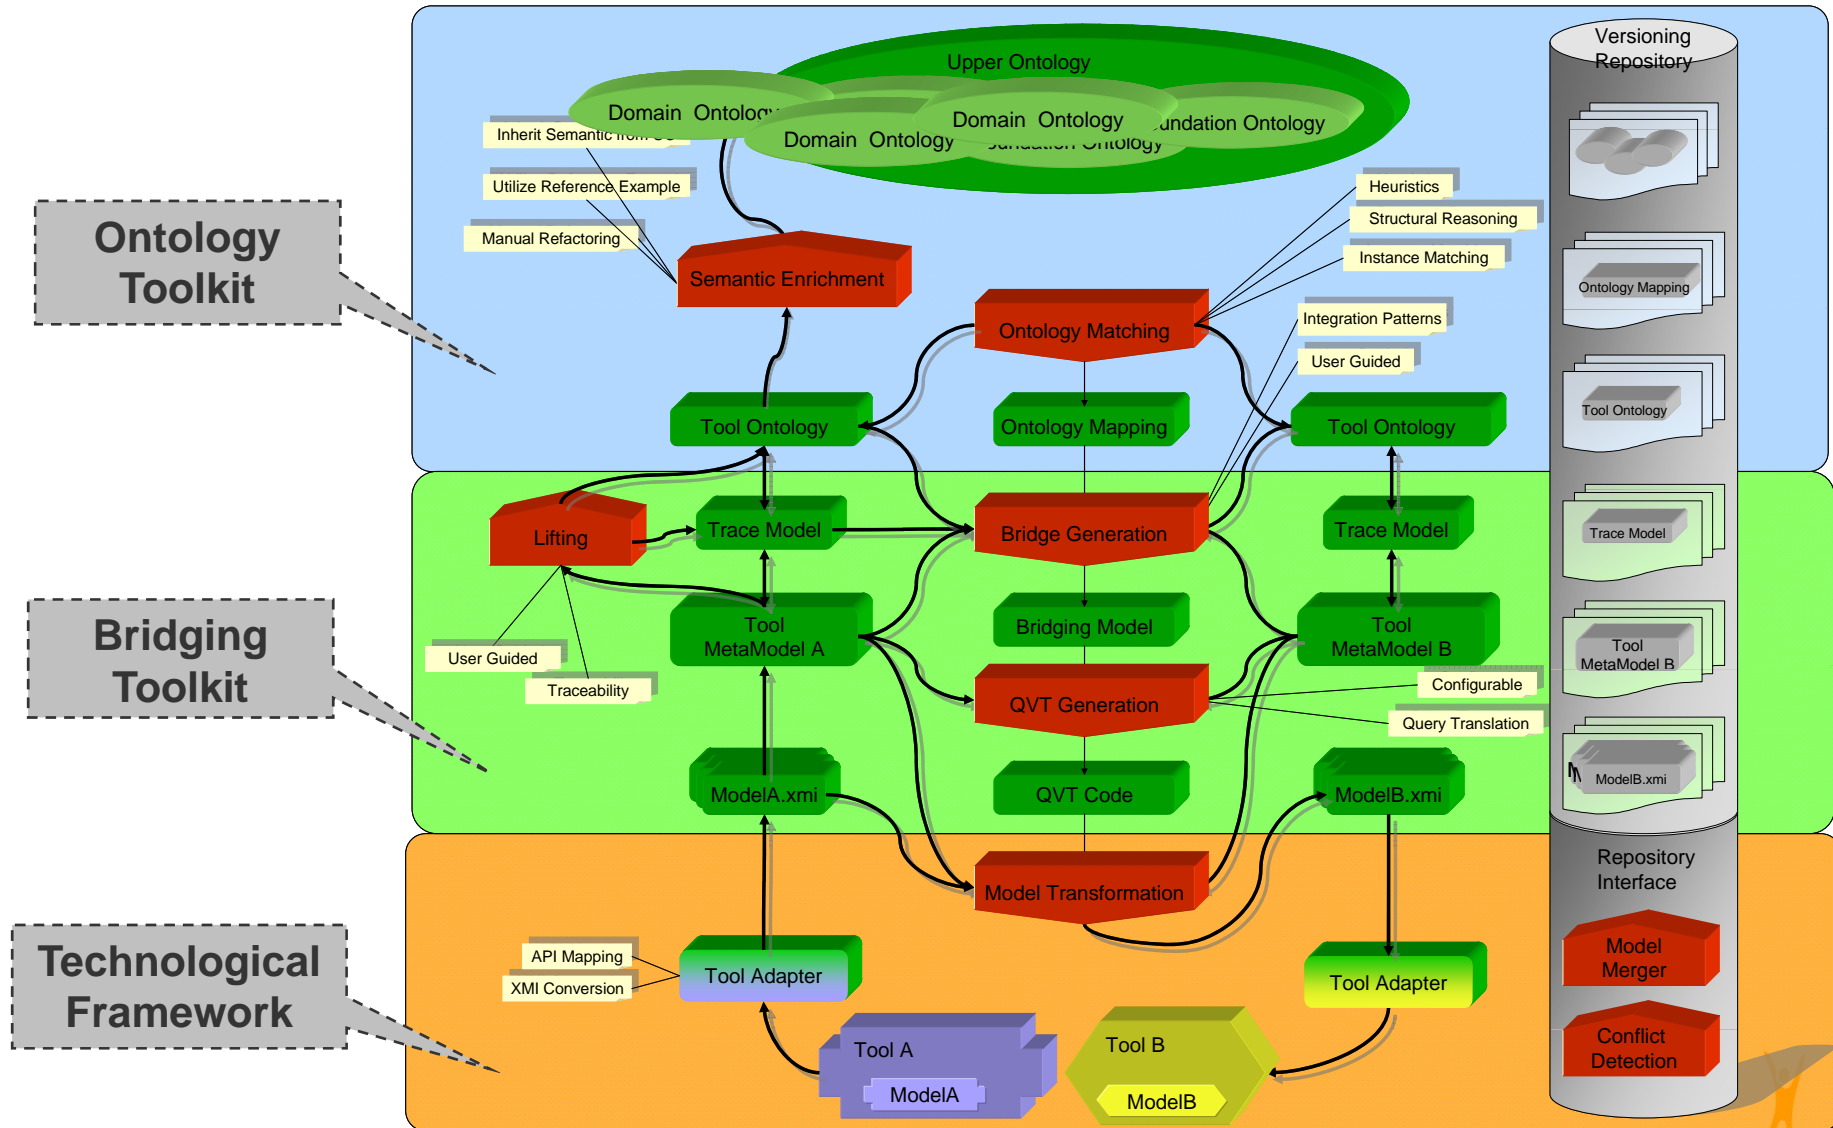 Versioning
Repository
Upper Ontology
Domain Ontology
Domain Ontology
Domain Ontology
Ontology
Ontology
Inherit Semantic from
Utilize Reference Example
Manual Refactoring
Heuristics
Structural Reasoning
Instance Matching
Ontology
Toolkit
Semantic Enrichment
Ontology Matching
Integration Patterns
User Guided
Ontology Mapping
Tool Ontology
Ontology Mapping
Tool Ontology
Tool Ontology
Lifting
Trace Model
Bridge Generation
Trace Model
Trace Model
Bridging
Toolkit
User Guided
Traceability
Tool
MetaModel A
Bridging Model
Tool
MetaModel B
Tool
MetaModel B
QVT Generation
Configurable
Query Translation
ModelA.xmi
QVT Code
ModelB.xmi
ModelB.xmi
Model Transformation
Repository
Interface
Technological
Framework
API Mapping
XMI Conversion
Tool Adapter
Tool Adapter
Model
Merger
Tool A
ModelA
Tool B
ModelB
Conflict
Detection